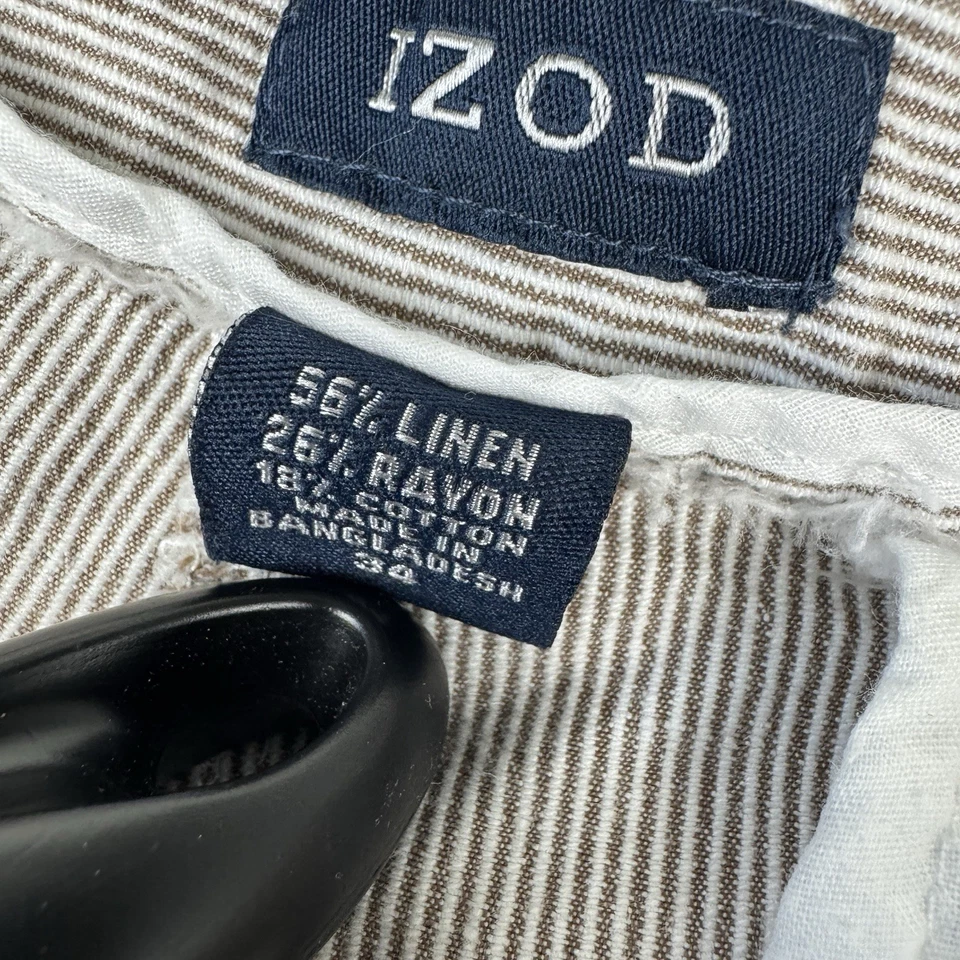 IZOD
56% LINEN
26% RAYON
18% COTTON
MADE IN
BANGLADESH
34